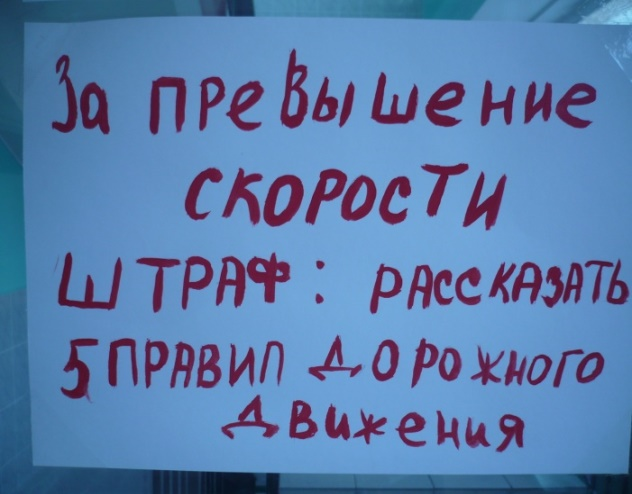 За превышение
скорости
ШТРАФ: РАССКАЗАТЬ
5 ПРАВИЛ ДОРОЖНОГО
движения